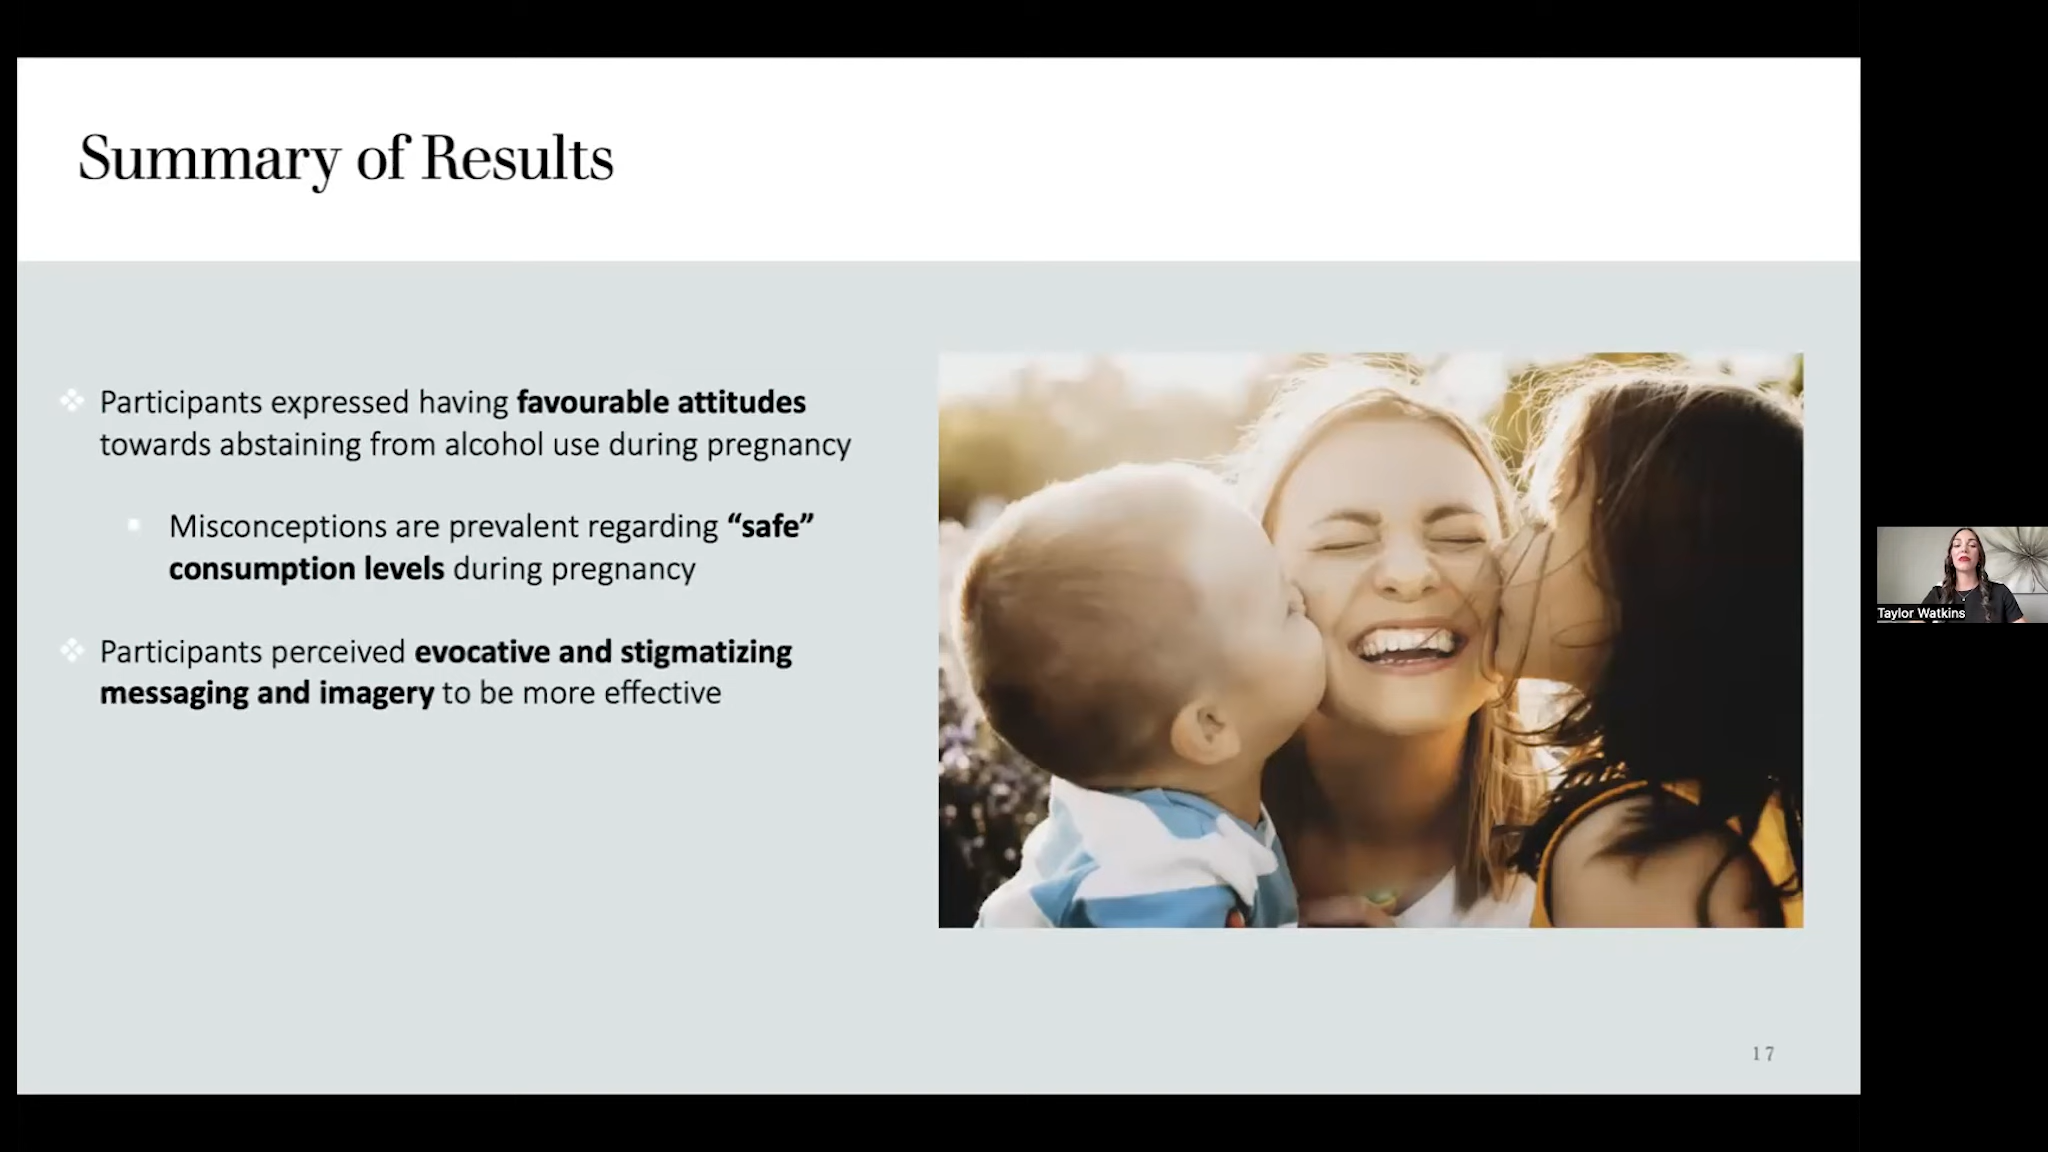 Summary of Results
Participants expressed having favourable attitudes
towards abstaining from alcohol use during pregnancy
Misconceptions are prevalent regarding “safe”
consumption levels during pregnancy
Participants perceived evocative and stigmatizing
messaging and imagery to be more effective
17
Taylor Watkins